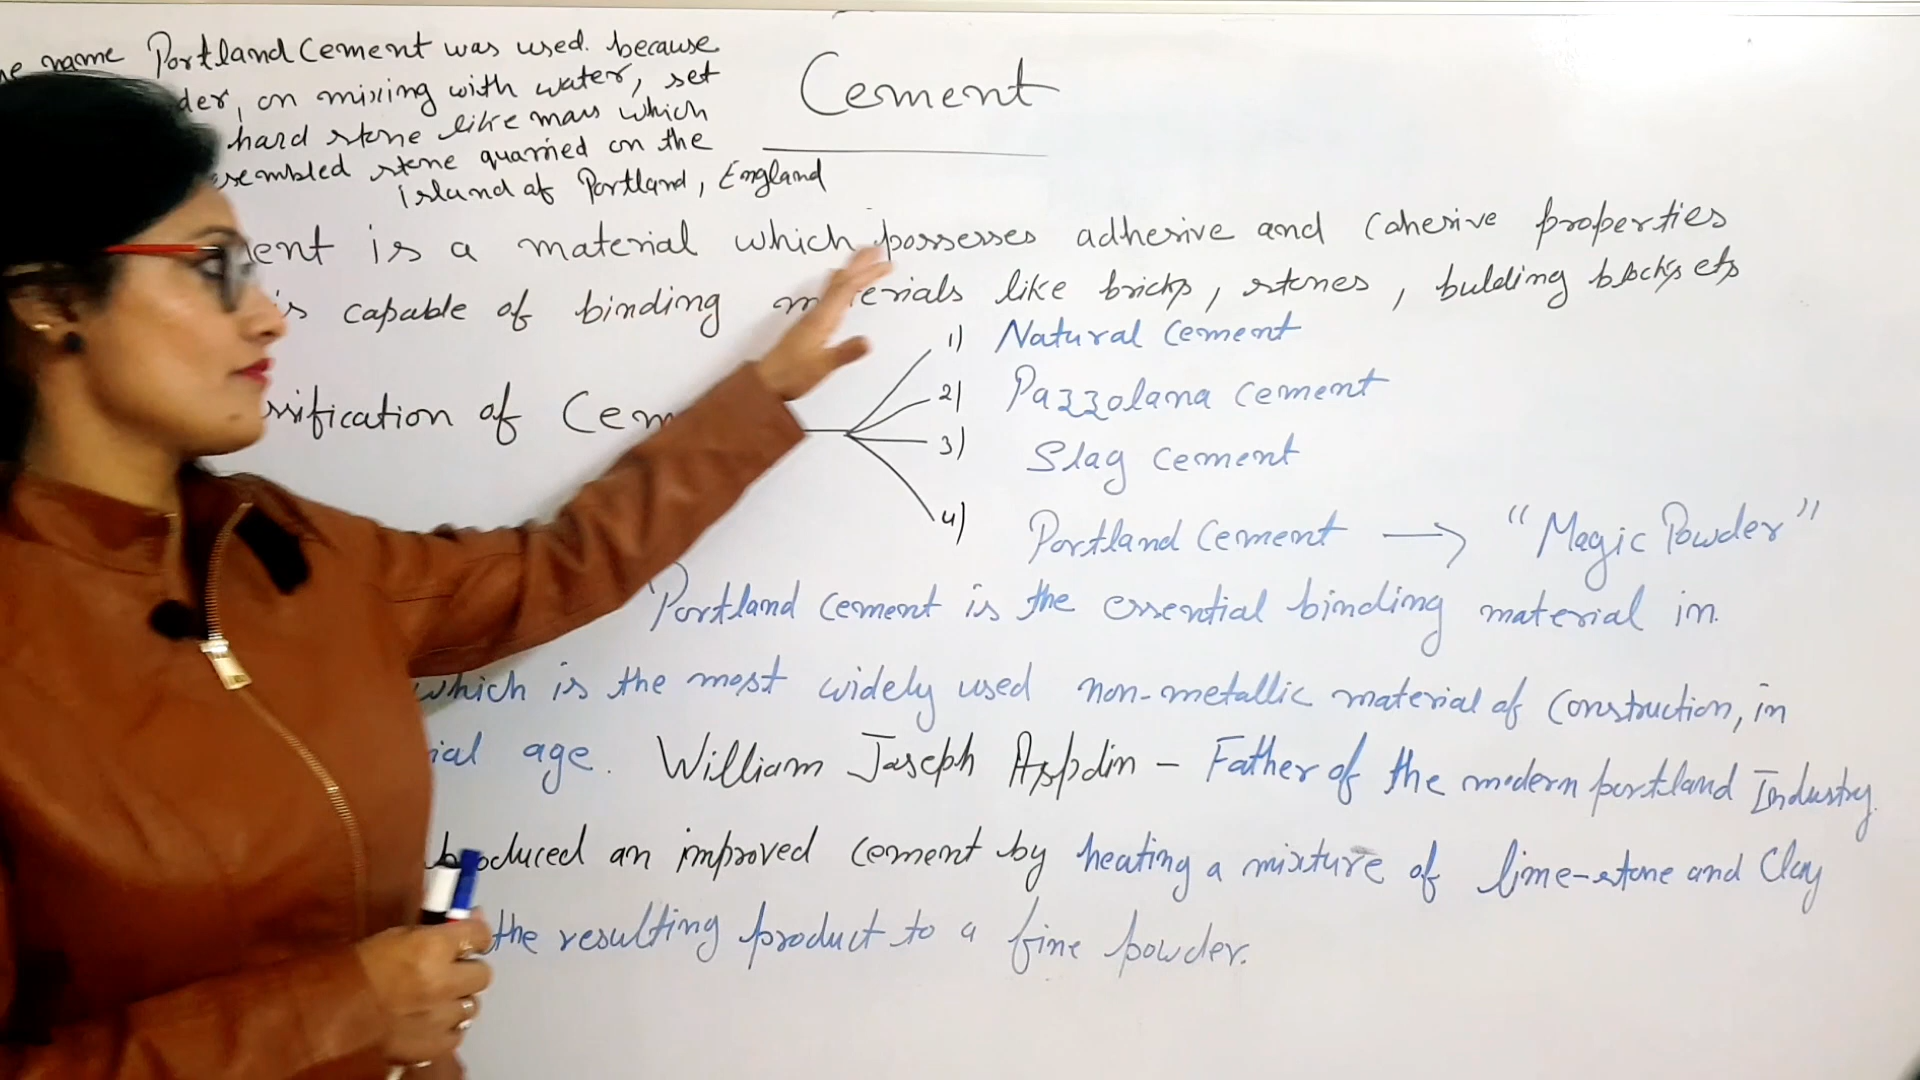 Cement
name Portland Cement was used. because
der, on mixing with water, set
hard stone like mass which
sembled stone quarried on the
island of Portland, England
ment is a material which possesses adhesive and Cohesive properties
is capable of binding materials like bricks, stones, bulding blocks etc
ssification of Cem
1) Natural Cement
2) Pazzolana Cement
3) Slag cement
4) Portland Cement → "Magic Powder"
Portland cement is the essential binding material in
which is the most widely used non-metallic material of Construction, in
ial age. William Jaseph Aspdin – Father of the modern portland Industry.
produced an improved cement by heating a mixture of lime-stone and Clay
the resulting product to a fine powder.